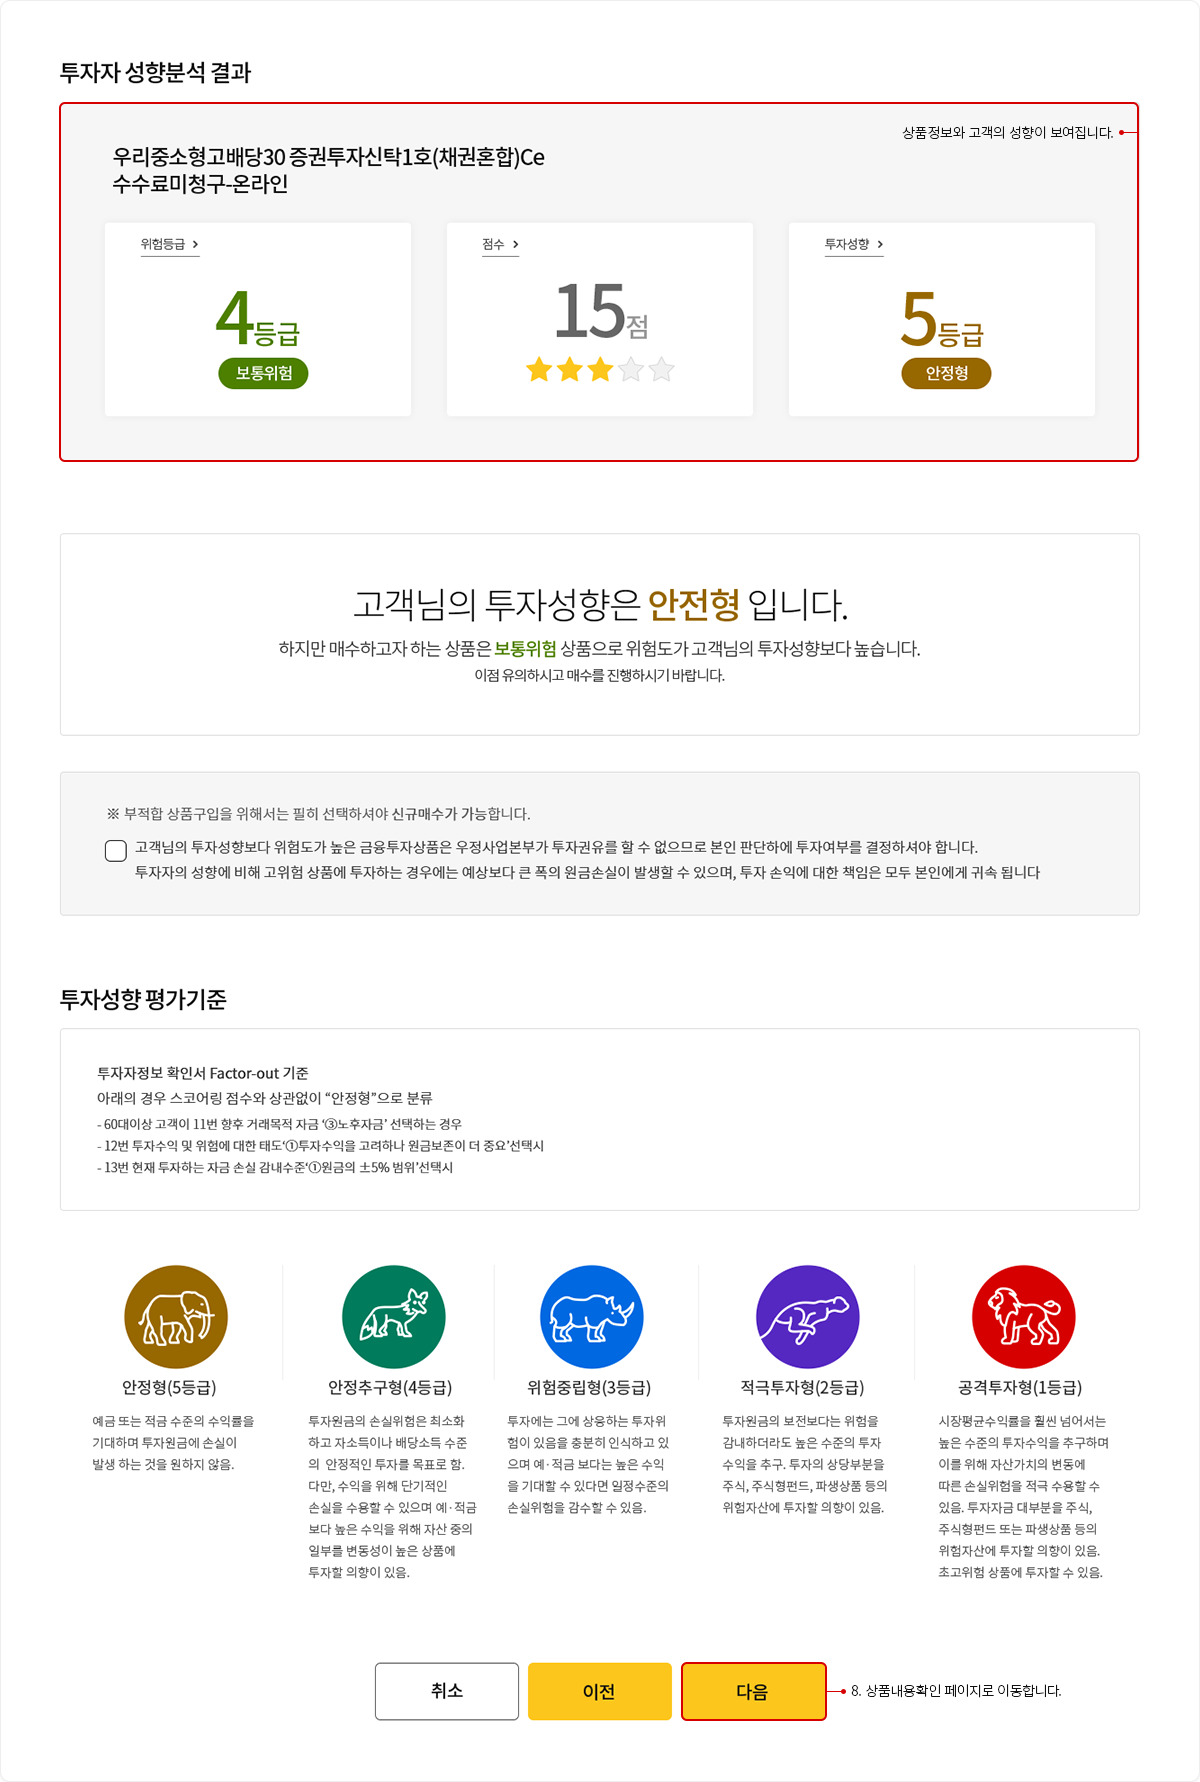 투자자 성향분석 결과
상품정보와 고객의 성향이 보여집니다.
우리중소형고배당30 증권투자신탁1호(채권혼합)Ce
수수료미청구-온라인
위험등급 >
4등급
보통위험
점수 >
15점
투자성향 >
5등급
안정형
고객님의 투자성향은 안전형 입니다.
하지만 매수하고자 하는 상품은 보통위험 상품으로 위험도가 고객님의 투자성향보다 높습니다.
이점 유의하시고 매수를 진행하시기 바랍니다.
※ 부적합 상품구입을 위해서는 필히 선택하셔야 신규매수가 가능합니다.
고객님의 투자성향보다 위험도가 높은 금융투자상품은 우정사업본부가 투자권유를 할 수 없으므로 본인 판단하에 투자여부를 결정하셔야 합니다.
투자자의 성향에 비해 고위험 상품에 투자하는 경우에는 예상보다 큰 폭의 원금손실이 발생할 수 있으며, 투자 손익에 대한 책임은 모두 본인에게 귀속 됩니다
투자성향 평가기준
투자자정보 확인서 Factor-out 기준
아래의 경우 스코어링 점수와 상관없이 “안정형”으로 분류
- 60대이상 고객이 11번 향후 거래목적 자금 ‘③노후자금’ 선택하는 경우
- 12번 투자수익 및 위험에 대한 태도‘①투자수익을 고려하나 원금보존이 더 중요’선택시
- 13번 현재 투자하는 자금 손실 감내수준‘①원금의 ±5% 범위’선택시
안정형(5등급)
예금 또는 적금 수준의 수익률을
기대하며 투자원금에 손실이
발생 하는 것을 원하지 않음.
안정추구형(4등급)
투자원금의 손실위험은 최소화
하고 자소득이나 배당소득 수준
의 안정적인 투자를 목표로 함.
다만, 수익을 위해 단기적인
손실을 수용할 수 있으며 예·적금
보다 높은 수익을 위해 자산 중의
일부를 변동성이 높은 상품에
투자할 의향이 있음.
위험중립형(3등급)
투자에는 그에 상응하는 투자위
험이 있음을 충분히 인식하고 있
으며 예·적금 보다는 높은 수익
을 기대할 수 있다면 일정수준의
손실위험을 감수할 수 있음.
적극투자형(2등급)
투자원금의 보전보다는 위험을
감내하더라도 높은 수준의 투자
수익을 추구. 투자의 상당부분을
주식, 주식형펀드, 파생상품 등의
위험자산에 투자할 의향이 있음.
공격투자형(1등급)
시장평균수익률을 훨씬 넘어서는
높은 수준의 투자수익을 추구하며
이를 위해 자산가치의 변동에
따른 손실위험을 적극 수용할 수
있음. 투자자금 대부분을 주식,
주식형펀드 또는 파생상품 등의
위험자산에 투자할 의향이 있음.
초고위험 상품에 투자할 수 있음.
취소
이전
다음
8. 상품내용확인 페이지로 이동합니다.